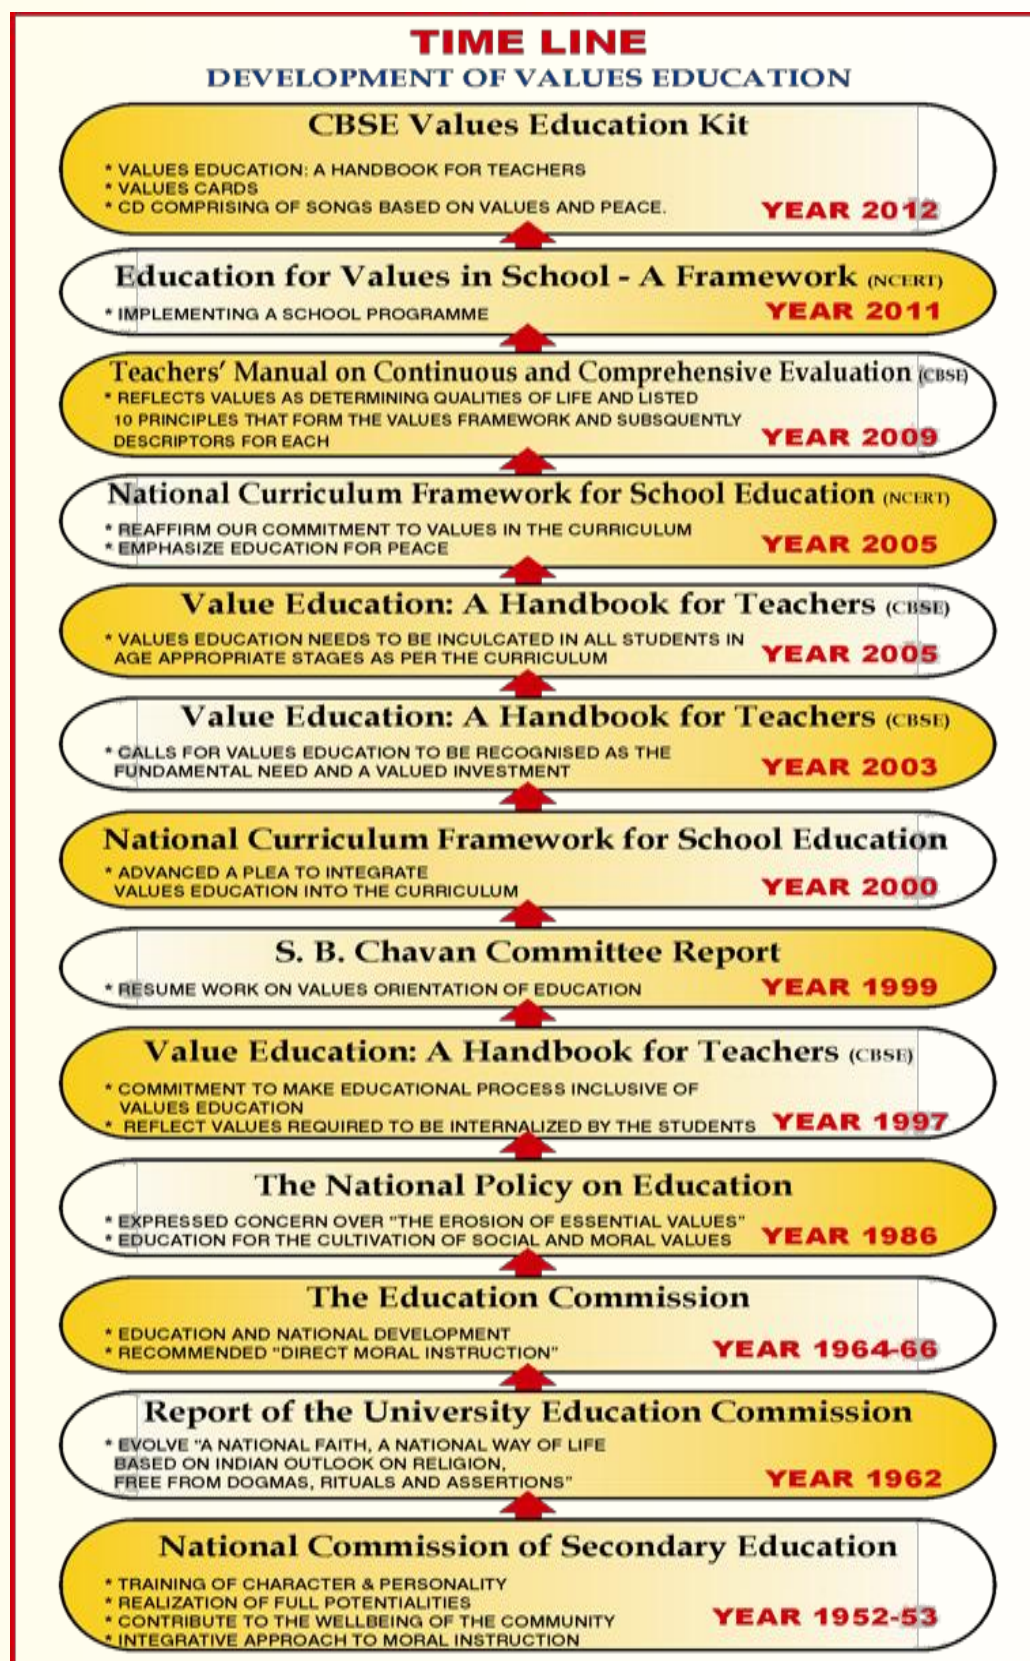 TIME LINE
DEVELOPMENT OF VALUES EDUCATION
CBSE Values Education Kit
* VALUES EDUCATION: A HANDBOOK FOR TEACHERS
* VALUES CARDS
* CD COMPRISING OF SONGS BASED ON VALUES AND PEACE.
YEAR 2012
Education for Values in School - A Framework (NCERT)
* IMPLEMENTING A SCHOOL PROGRAMME
YEAR 2011
Teachers' Manual on Continuous and Comprehensive Evaluation (CBSE)
* REFLECTS VALUES AS DETERMINING QUALITIES OF LIFE AND LISTED
10 PRINCIPLES THAT FORM THE VALUES FRAMEWORK AND SUBSQUENTLY
DESCRIPTORS FOR EACH
YEAR 2009
National Curriculum Framework for School Education (NCERT)
* REAFFIRM OUR COMMITMENT TO VALUES IN THE CURRICULUM
* EMPHASIZE EDUCATION FOR PEACE
YEAR 2005
Value Education: A Handbook for Teachers (CBSE)
* VALUES EDUCATION NEEDS TO BE INCULCATED IN ALL STUDENTS IN
AGE APPROPRIATE STAGES AS PER THE CURRICULUM
YEAR 2005
Value Education: A Handbook for Teachers (CBSE)
* CALLS FOR VALUES EDUCATION TO BE RECOGNISED AS THE
FUNDAMENTAL NEED AND A VALUED INVESTMENT
YEAR 2003
National Curriculum Framework for School Education
* ADVANCED A PLEA TO INTEGRATE
VALUES EDUCATION INTO THE CURRICULUM
YEAR 2000
S. B. Chavan Committee Report
* RESUME WORK ON VALUES ORIENTATION OF EDUCATION
YEAR 1999
Value Education: A Handbook for Teachers (CBSE)
* COMMITMENT TO MAKE EDUCATIONAL PROCESS INCLUSIVE OF
VALUES EDUCATION
* REFLECT VALUES REQUIRED TO BE INTERNALIZED BY THE STUDENTS
YEAR 1997
The National Policy on Education
* EXPRESSED CONCERN OVER "THE EROSION OF ESSENTIAL VALUES"
* EDUCATION FOR THE CULTIVATION OF SOCIAL AND MORAL VALUES
YEAR 1986
The Education Commission
* EDUCATION AND NATIONAL DEVELOPMENT
* RECOMMENDED "DIRECT MORAL INSTRUCTION"
YEAR 1964-66
Report of the University Education Commission
* EVOLVE "A NATIONAL FAITH, A NATIONAL WAY OF LIFE
BASED ON INDIAN OUTLOOK ON RELIGION,
FREE FROM DOGMAS, RITUALS AND ASSERTIONS"
YEAR 1962
National Commission of Secondary Education
* TRAINING OF CHARACTER & PERSONALITY
* REALIZATION OF FULL POTENTIALITIES
* CONTRIBUTE TO THE WELLBEING OF THE COMMUNITY
* INTEGRATIVE APPROACH TO MORAL INSTRUCTION
YEAR 1952-53